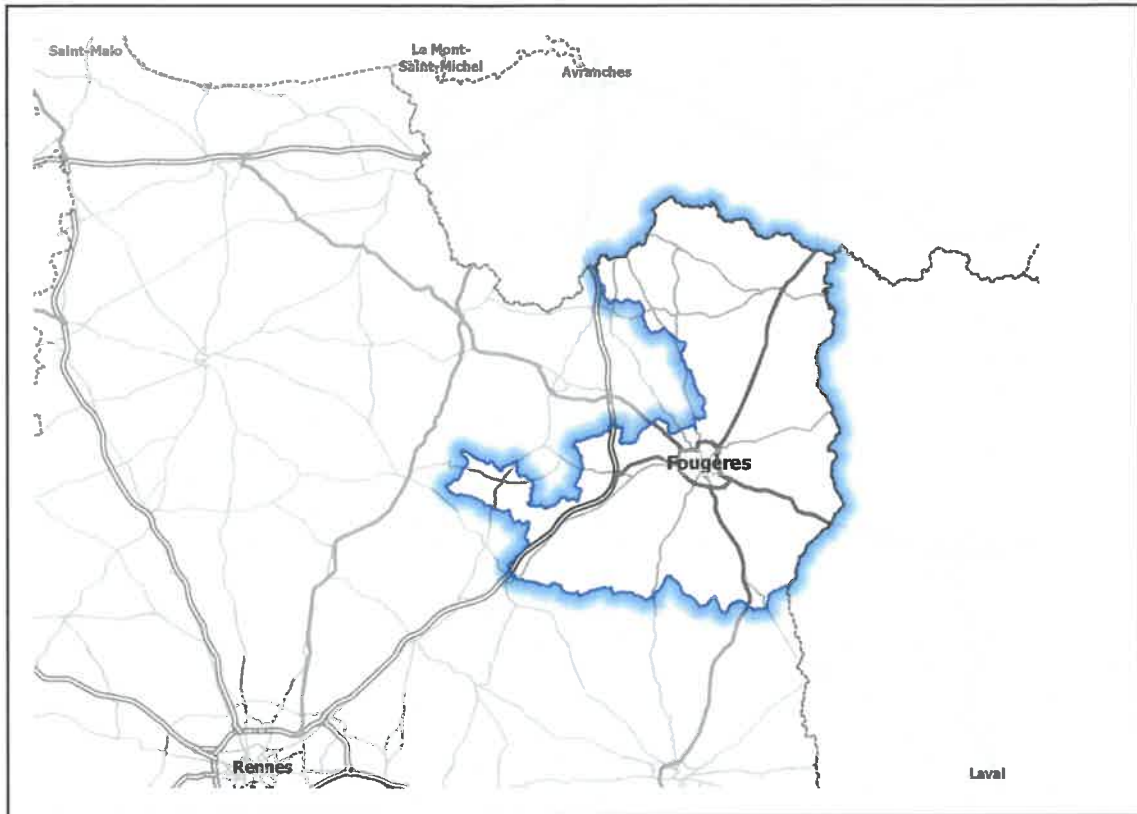 Saint-Malo
Le Mont-
Saint-Michel
Avranches
Fougères
Rennes
Laval